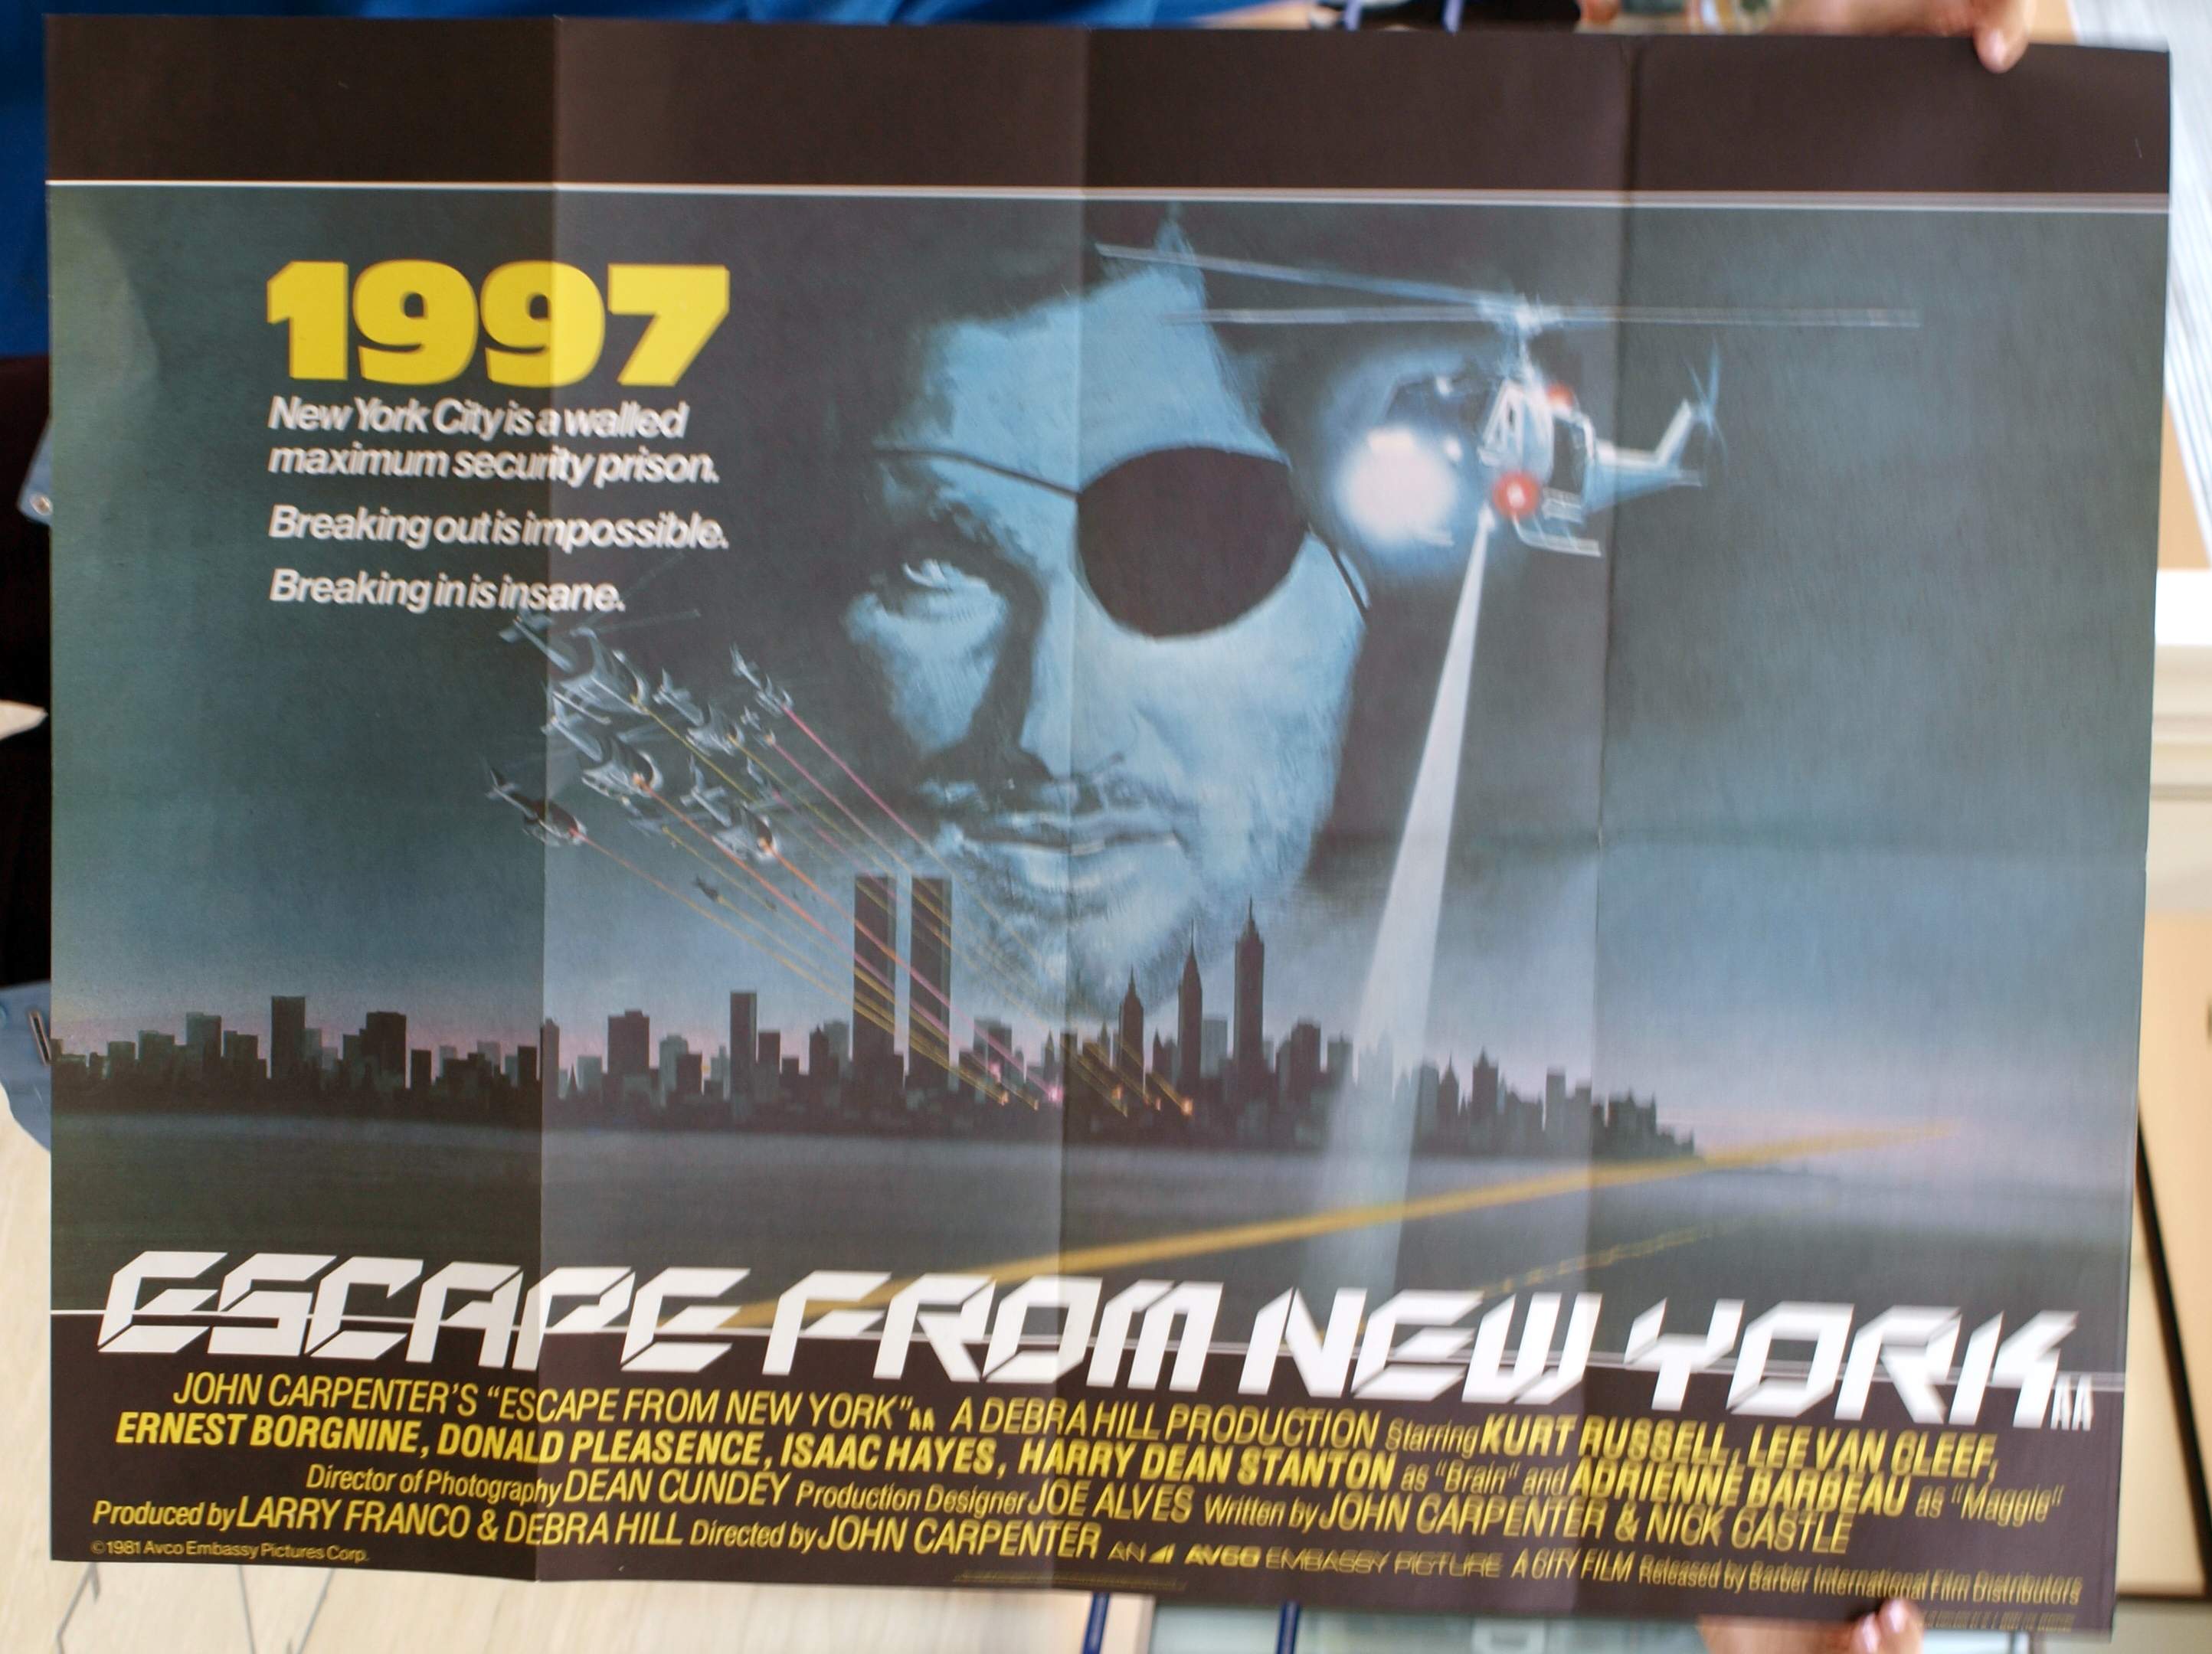 1997
New York City is a walled
maximum security prison.
Breaking out is impossible.
Breaking in is insane.
ESCAPE FROM NEW YORK AA
JOHN CARPENTER'S “ESCAPE FROM NEW YORK” AA A DEBRA HILL PRODUCTION Starring KURT RUSSELL, LEE VAN CLEEF,
ERNEST BORGNINE, DONALD PLEASENCE, ISAAC HAYES, HARRY DEAN STANTON as “Brain” and ADRIENNE BARBEAU as “Maggie”
Director of Photography DEAN CUNDEY Production Designer JOE ALVES Written by JOHN CARPENTER & NICK CASTLE
Produced by LARRY FRANCO & DEBRA HILL Directed by JOHN CARPENTER AN AVCO EMBASSY PICTURE A CITY FILM Released by Barber International Film Distributors
©1981 Avco Embassy Pictures Corp.